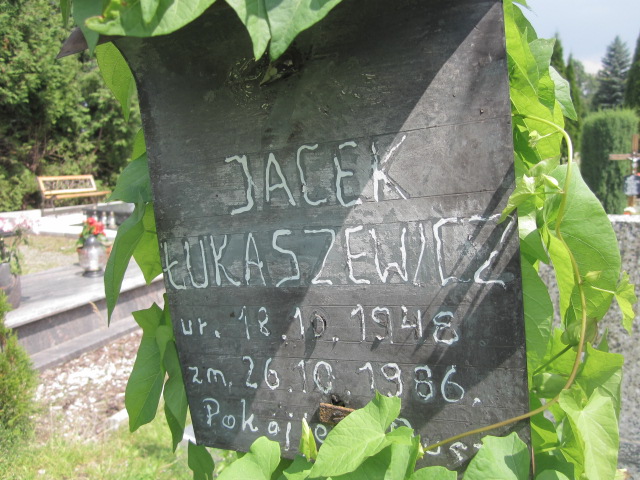 JACEK
ŁUKASZEWICZ
ur. 18.10.1948
zm. 26.10.1986.